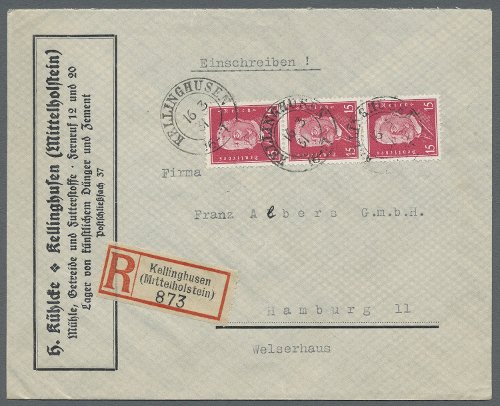 H. Kühlcke ❖ Kellinghusen (Mittelholstein)
Mühle, Getreide und Futterstoffe · Fernruf 12 und 20
Lager von künstlichem Dünger und Zement
Postschließfach 37
Einschreiben !
KELLINGHUSEN
16 3
15
15
15
Firma
Franz Albers G.m.b.H.
R
Kellinghusen
(Mittelholstein)
873
Hamburg 11
Welserhaus